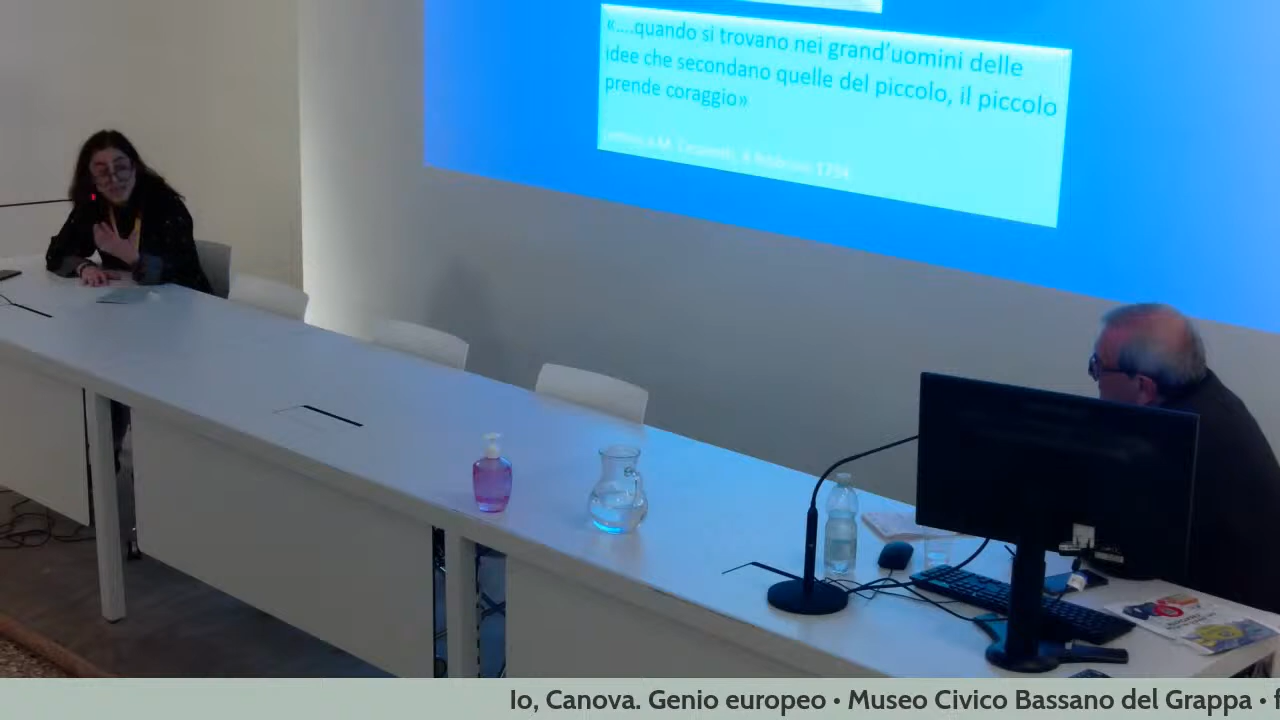 «....quando si trovano nei grand'uomini delle
idee che secondano quelle del piccolo, il piccolo
prende coraggio»
1794
Io, Canova. Genio europeo • Museo Civico Bassano del Grappa • f